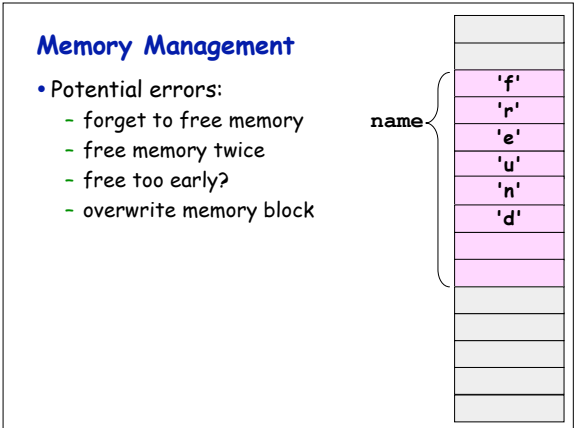 Memory Management
• Potential errors:
- forget to free memory
- free memory twice
- free too early?
- overwrite memory block
name
'f'
'r'
'e'
'u'
'n'
'd'